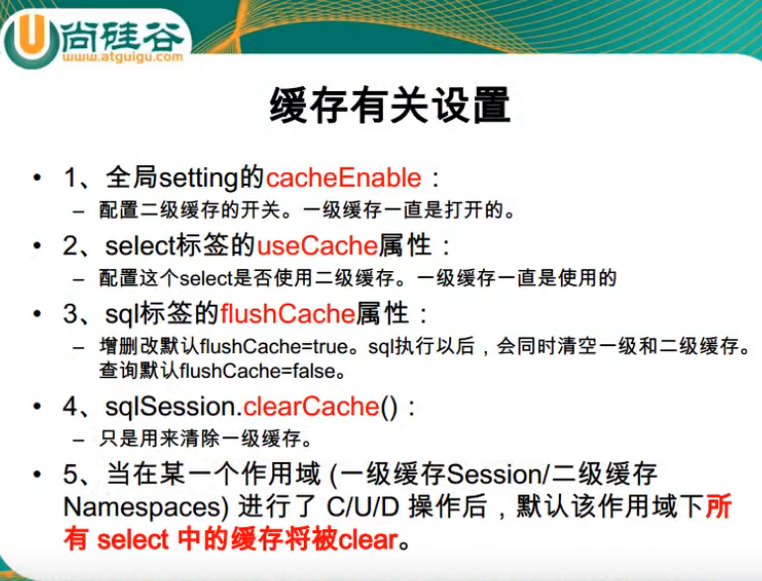 尚硅谷
www.atguigu.com
缓存有关设置
• 1、全局setting的cacheEnable：
– 配置二级缓存的开关。一级缓存一直是打开的。
• 2、select标签的useCache属性：
– 配置这个select是否使用二级缓存。一级缓存一直是使用的
• 3、sql标签的flushCache属性：
– 增删改默认flushCache=true。sql执行以后，会同时清空一级和二级缓存。
查询默认flushCache=false。
• 4、sqlSession.clearCache()：
– 只是用来清除一级缓存。
• 5、当在某一个作用域 (一级缓存Session/二级缓存
Namespaces) 进行了 C/U/D 操作后，默认该作用域下所
有 select 中的缓存将被clear。